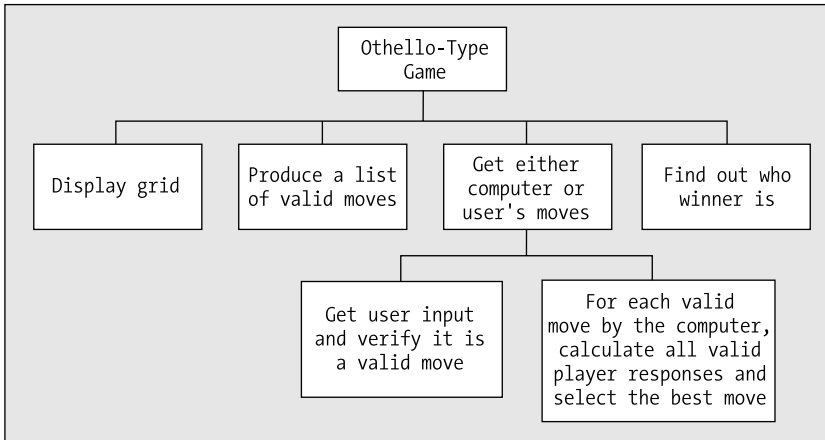 Othello-Type
Game
Display grid
Produce a list
of valid moves
Get either
computer or
user's moves
Find out who
winner is
Get user input
and verify it is
a valid move
For each valid
move by the computer,
calculate all valid
player responses and
select the best move